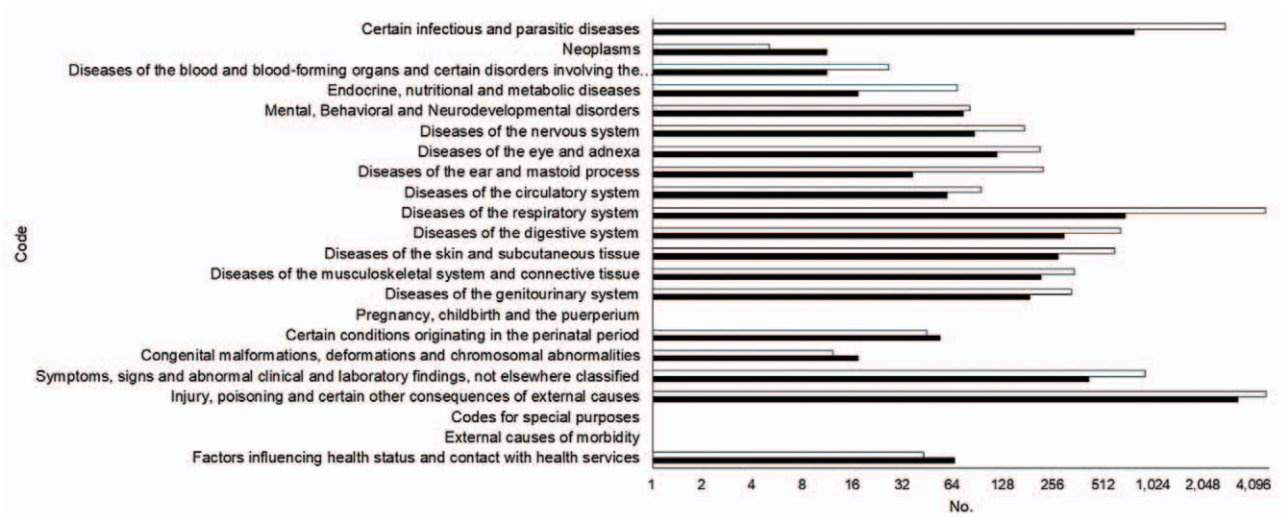 Certain infectious and parasitic diseases
Neoplasms
Diseases of the blood and blood-forming organs and certain disorders involving the..
Endocrine, nutritional and metabolic diseases
Mental, Behavioral and Neurodevelopmental disorders
Diseases of the nervous system
Diseases of the eye and adnexa
Diseases of the ear and mastoid process
Diseases of the circulatory system
Diseases of the respiratory system
Code
Diseases of the digestive system
Diseases of the skin and subcutaneous tissue
Diseases of the musculoskeletal system and connective tissue
Diseases of the genitourinary system
Pregnancy, childbirth and the puerperium
Certain conditions originating in the perinatal period
Congenital malformations, deformations and chromosomal abnormalities
Symptoms, signs and abnormal clinical and laboratory findings, not elsewhere classified
Injury, poisoning and certain other consequences of external causes
Codes for special purposes
External causes of morbidity
Factors influencing health status and contact with health services
1 2 4 8 16 32 64 128 256 512 1,024 2,048 4,096
No.